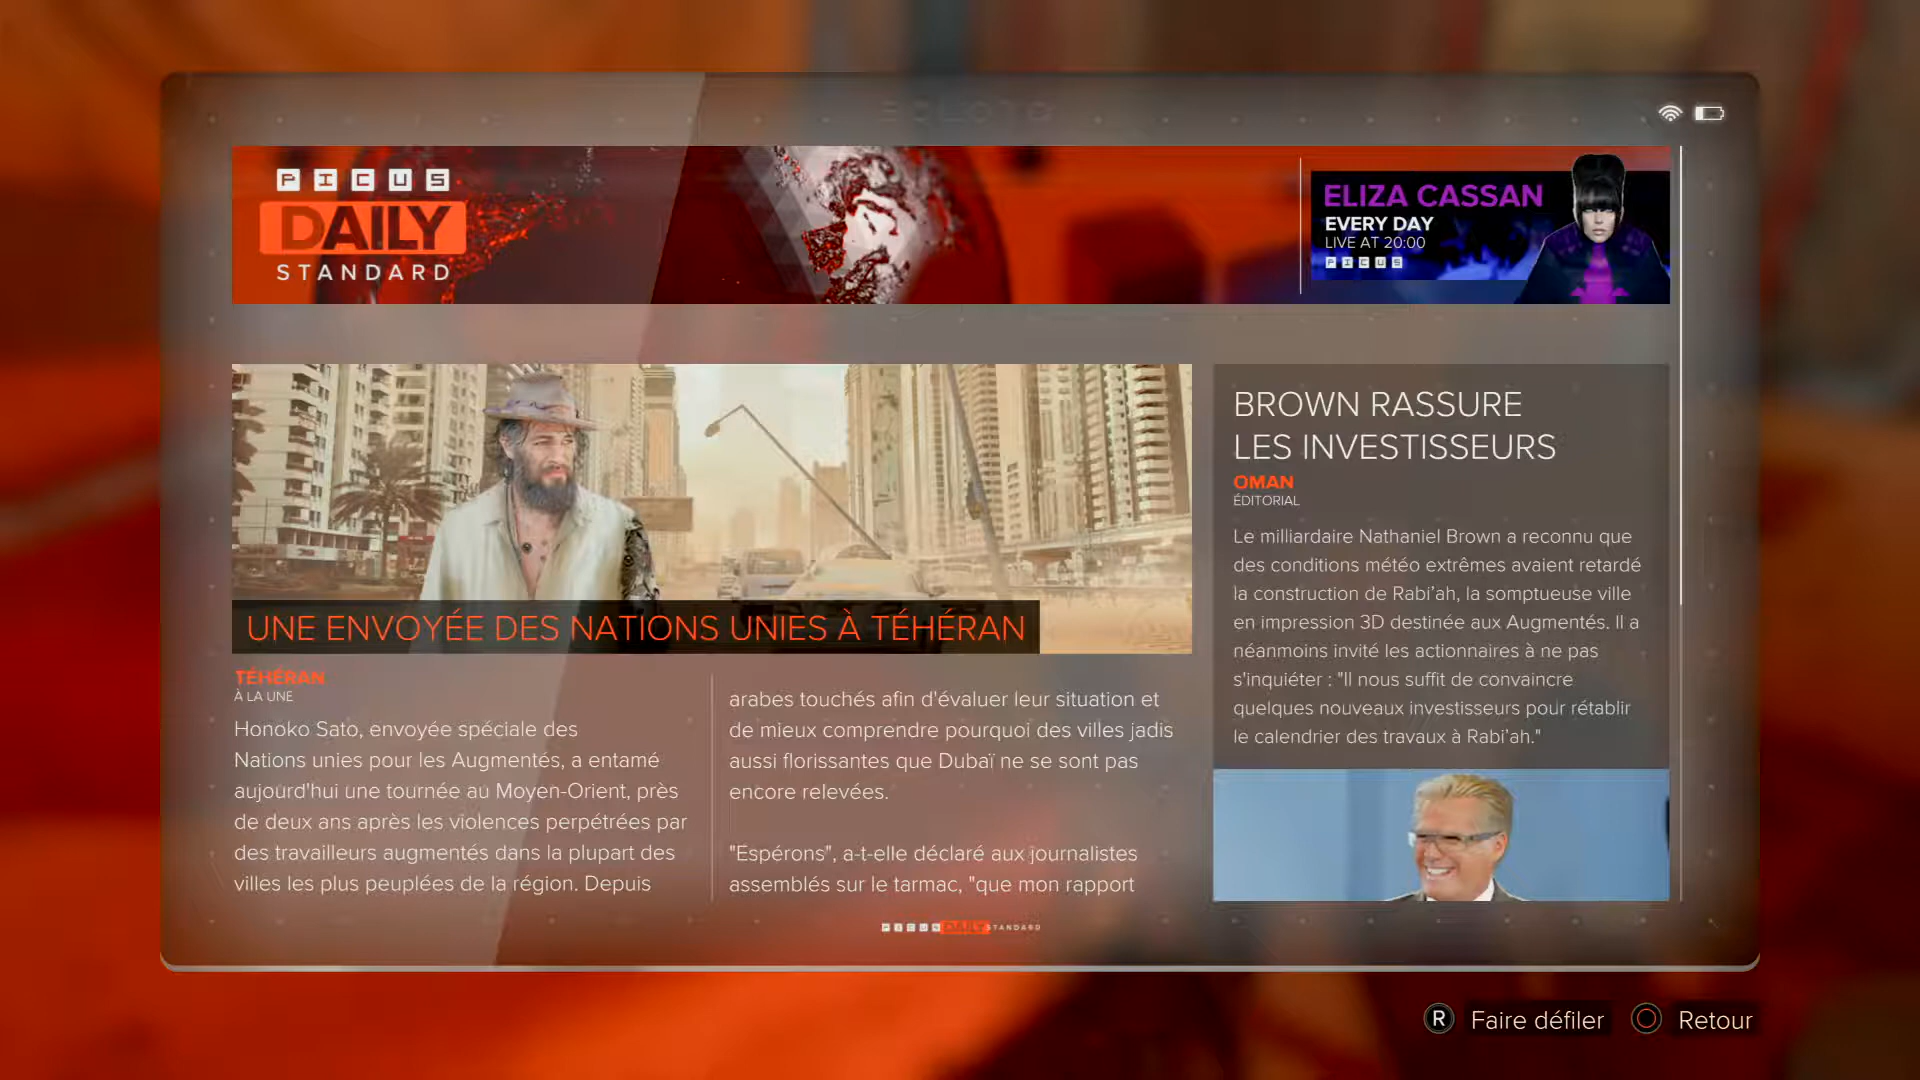 PICUS
DAILY
STANDARD
ELIZA CASSAN
EVERY DAY
LIVE AT 20:00
PICUS
UNE ENVOYÉE DES NATIONS UNIES À TÉHÉRAN
TÉHÉRAN
À LA UNE
Honoko Sato, envoyée spéciale des
Nations unies pour les Augmentés, a entamé
aujourd'hui une tournée au Moyen-Orient, près
de deux ans après les violences perpétrées par
des travailleurs augmentés dans la plupart des
villes les plus peuplées de la région. Depuis
arabes touchés afin d'évaluer leur situation et
de mieux comprendre pourquoi des villes jadis
aussi florissantes que Dubaï ne se sont pas
encore relevées.
"Espérons", a-t-elle déclaré aux journalistes
assemblés sur le tarmac, "que mon rapport
BROWN RASSURE
LES INVESTISSEURS
OMAN
ÉDITORIAL
Le milliardaire Nathaniel Brown a reconnu que
des conditions météo extrêmes avaient retardé
la construction de Rabi'ah, la somptueuse ville
en impression 3D destinée aux Augmentés. Il a
néanmoins invité les actionnaires à ne pas
s'inquiéter : "Il nous suffit de convaincre
quelques nouveaux investisseurs pour rétablir
le calendrier des travaux à Rabi'ah."
PICUS DAILY STANDARD
R Faire défiler
Retour